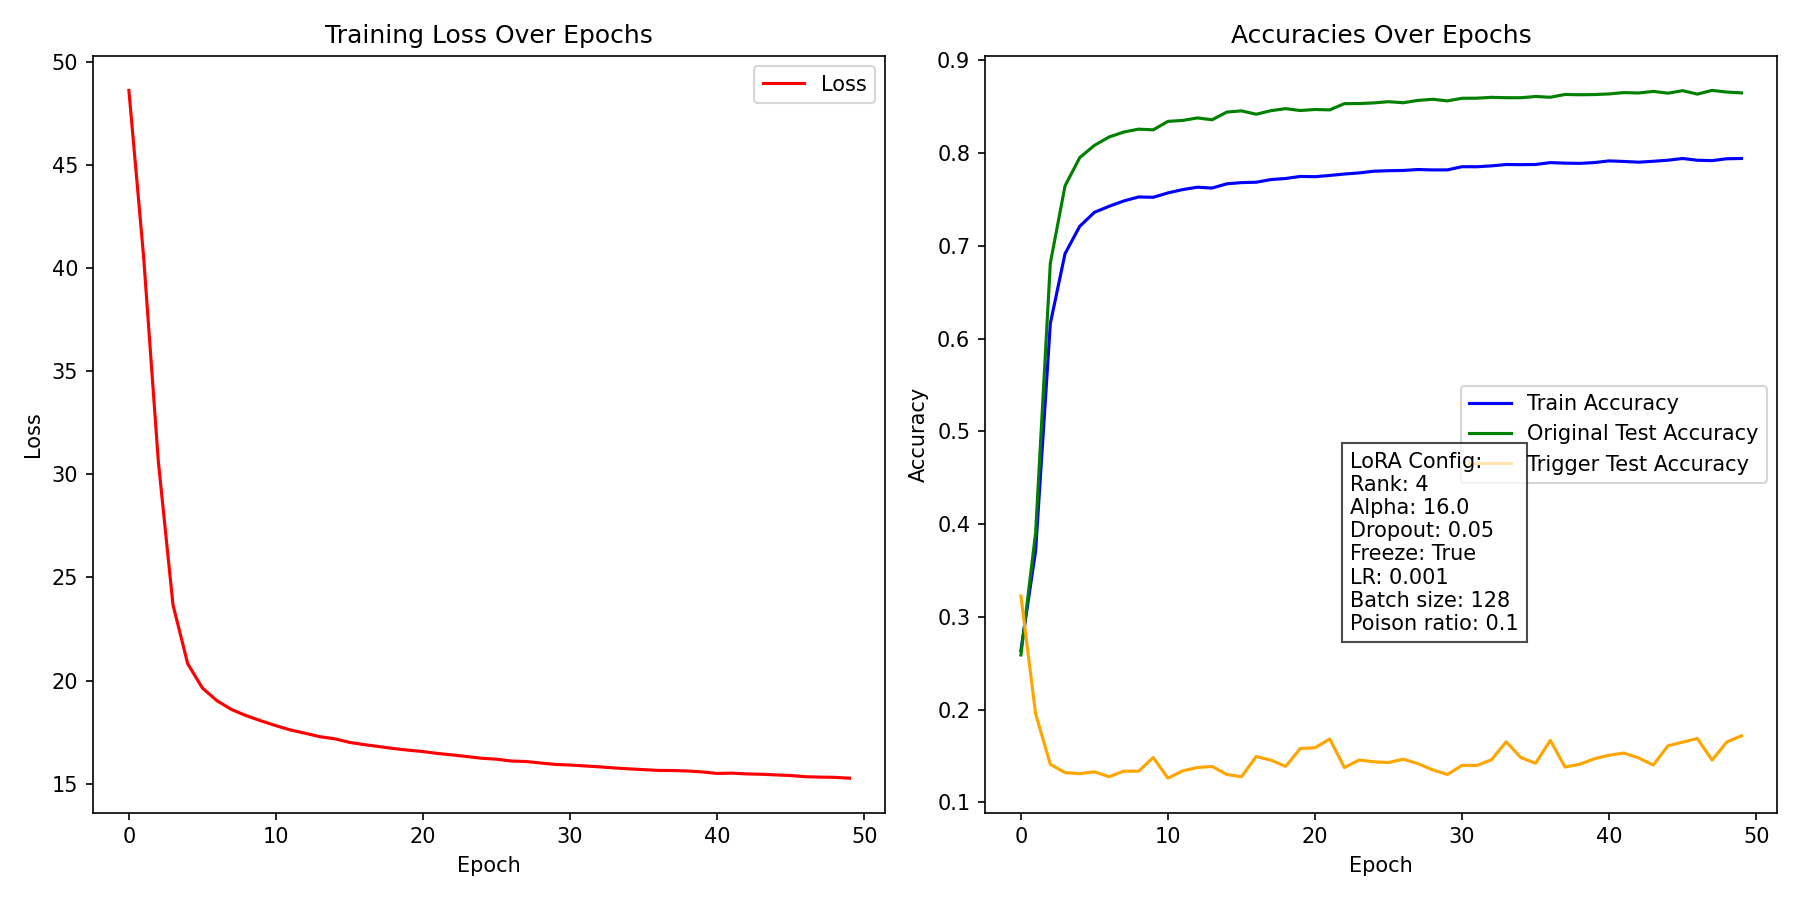 Training Loss Over Epochs
50
45
40
35
30
25
20
15
Loss
Loss
0
10
20
30
40
50
Epoch
Accuracies Over Epochs
0.9
0.8
0.7
0.6
0.5
0.4
0.3
0.2
0.1
Accuracy
Train Accuracy
Original Test Accuracy
Trigger Test Accuracy
LoRA Config:
Rank: 4
Alpha: 16.0
Dropout: 0.05
Freeze: True
LR: 0.001
Batch size: 128
Poison ratio: 0.1
0
10
20
30
40
50
Epoch